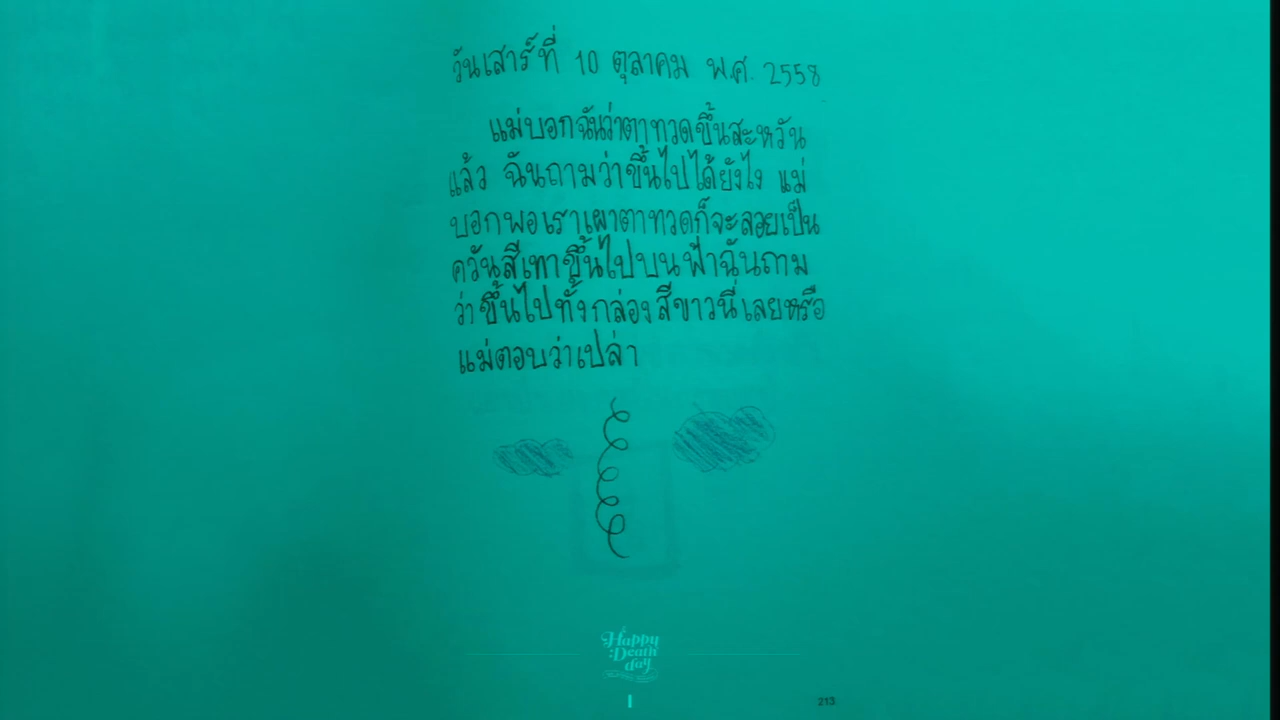 วันเสาร์ที่ 10 ตุลาคม พ.ศ. 2558
แม่บอกฉันว่าตาทวดขึ้นสะหวัน
แล้ว ฉันถามว่าขึ้นไปได้ยังไง แม่
บอกพอเราเผาตาทวดก็จะลอยเป็น
ควันสีเทาขึ้นไปบนฟ้าฉันถาม
ว่าขึ้นไปทั้งกล่องสีขาวนี่เลยหรือ
แม่ตอบว่าเปล่า
Happy
Death
day
213